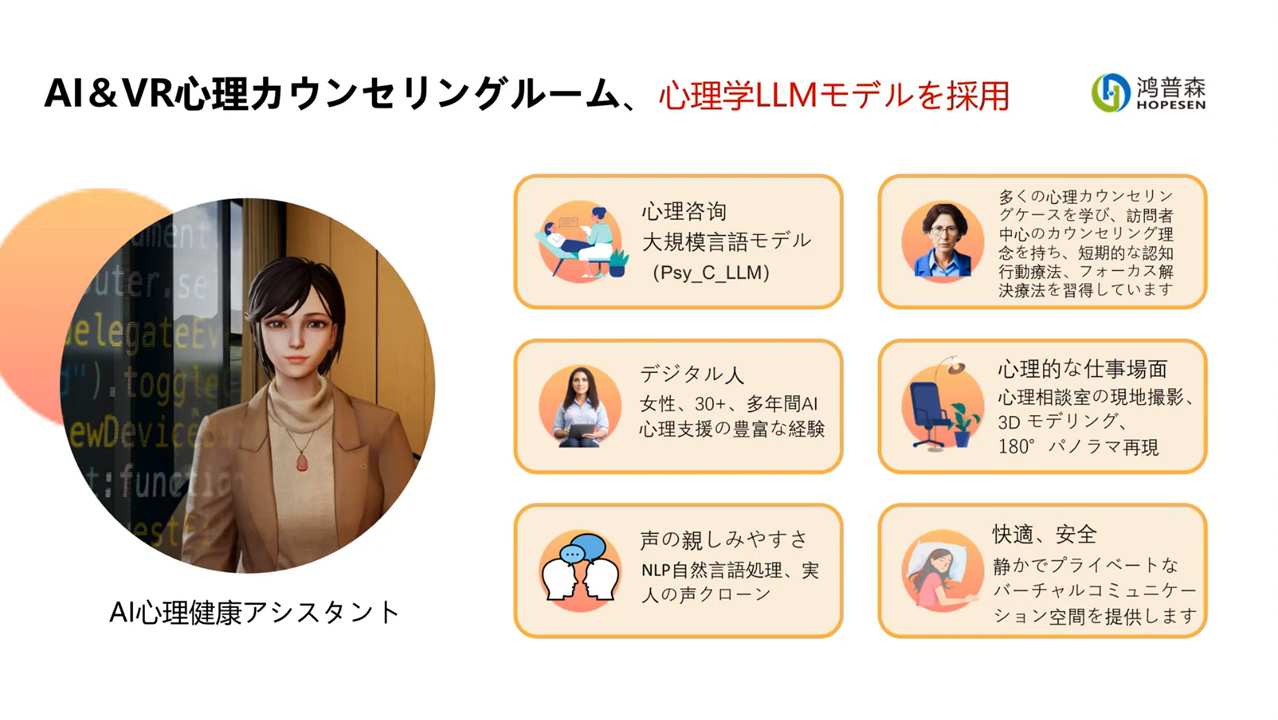 AI＆VR心理カウンセリングルーム、心理学LLMモデルを採用
鸿普森
HOPESEN
心理咨询
大規模言語モデル
（Psy_C_LLM）
多くの心理カウンセリン
グケースを学び、訪問者
中心のカウンセリング理
念を持ち、短期的な認知
行動療法、フォーカス解
決療法を習得しています
デジタル人
女性、30+、多年間AI
心理支援の豊富な経験
心理的な仕事場面
心理相談室の現地撮影、
3D モデリング、
180°パノラマ再現
声の親しみやすさ
NLP自然言語処理、実
人の声クローン
快適、安全
静かでプライベートな
バーチャルコミュニケー
ション空間を提供します
ument
puter.se
delegateEv
d").toggle
ewDevice
t:functio
uest
AI心理健康アシスタント